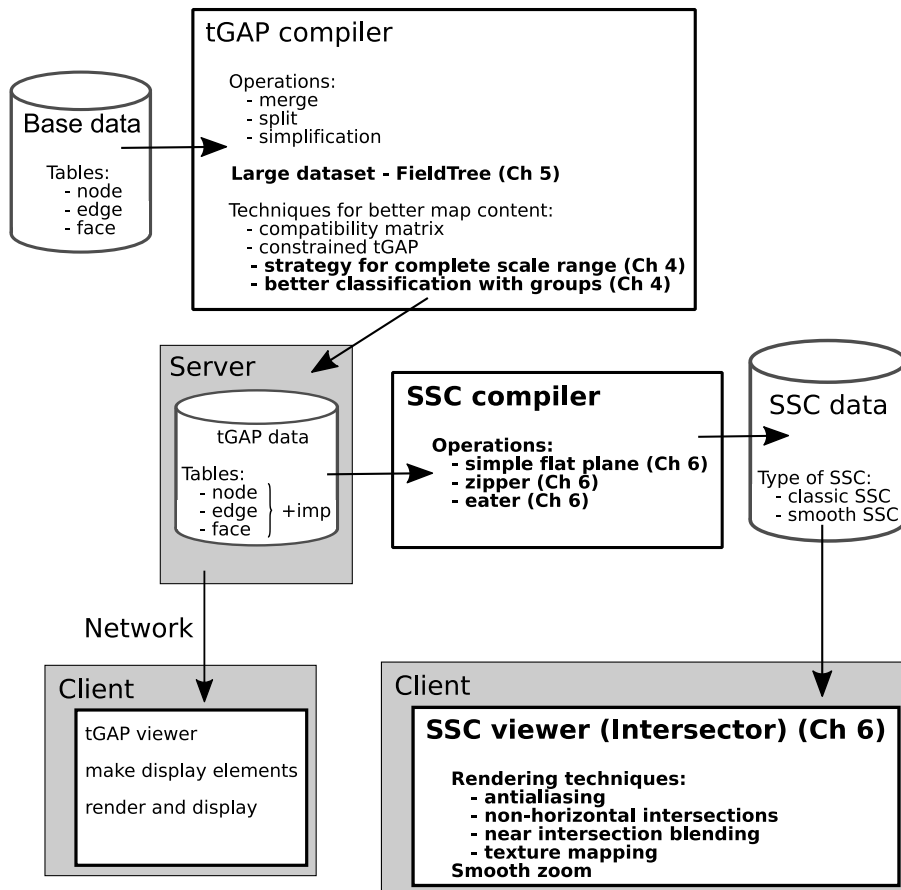 tGAP compiler
Operations:
- merge
- split
- simplification
Large dataset - FieldTree (Ch 5)
Techniques for better map content:
- compatibility matrix
- constrained tGAP
- strategy for complete scale range (Ch 4)
- better classification with groups (Ch 4)
Base data
Tables:
- node
- edge
- face
Server
tGAP data
Tables:
- node
- edge
- face
+imp
SSC compiler
Operations:
- simple flat plane (Ch 6)
- zipper (Ch 6)
- eater (Ch 6)
SSC data
Type of SSC:
- classic SSC
- smooth SSC
Network
Client
tGAP viewer
make display elements
render and display
Client
SSC viewer (Intersector) (Ch 6)
Rendering techniques:
- antialiasing
- non-horizontal intersections
- near intersection blending
- texture mapping
Smooth zoom